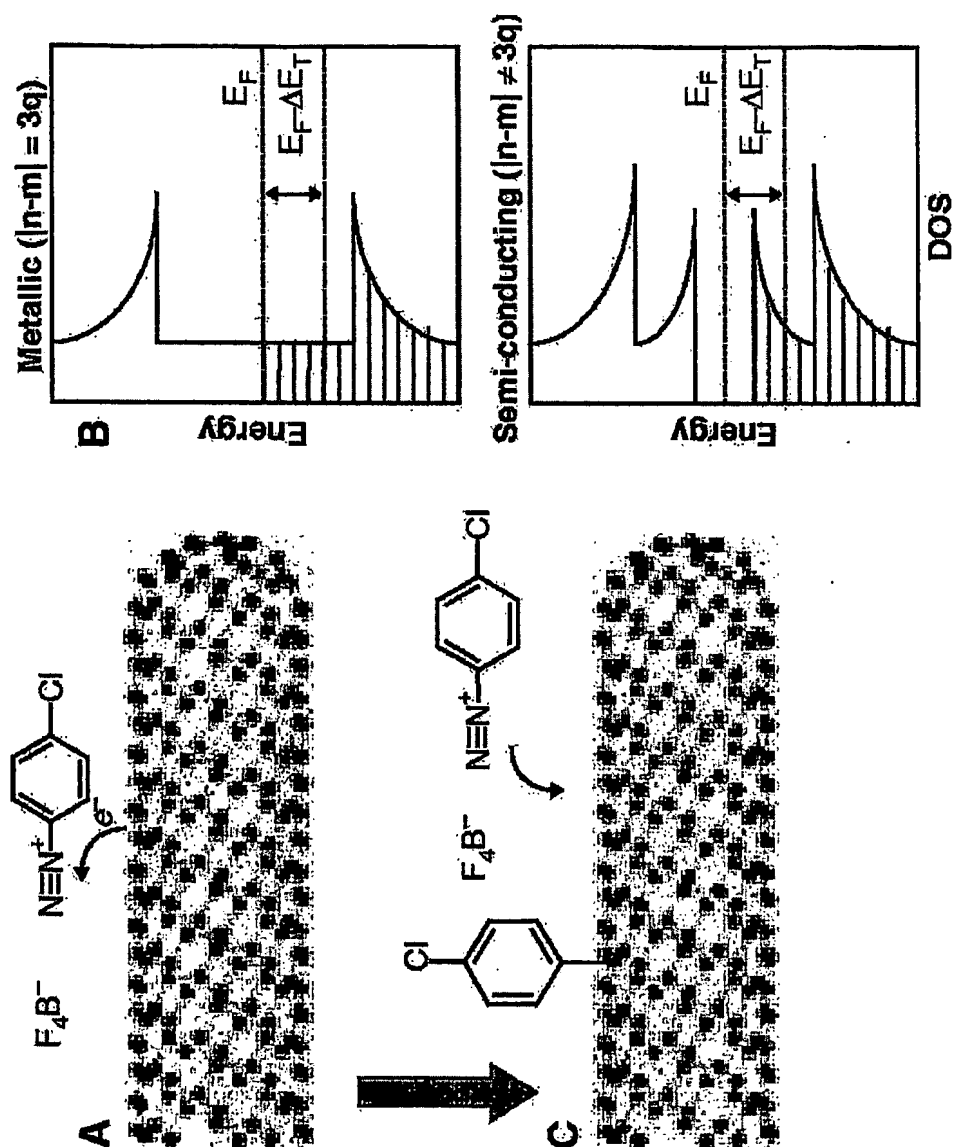 A
F₄B⁻
N≡N⁺
Cl
e⁻
B
Metallic (|n-m| = 3q)
Energy
E_F
E_F-ΔE_T
C
Cl
F₄B⁻
N≡N⁺
Cl
Semi-conducting (|n-m| ≠ 3q)
Energy
E_F
E_F-ΔE_T
DOS